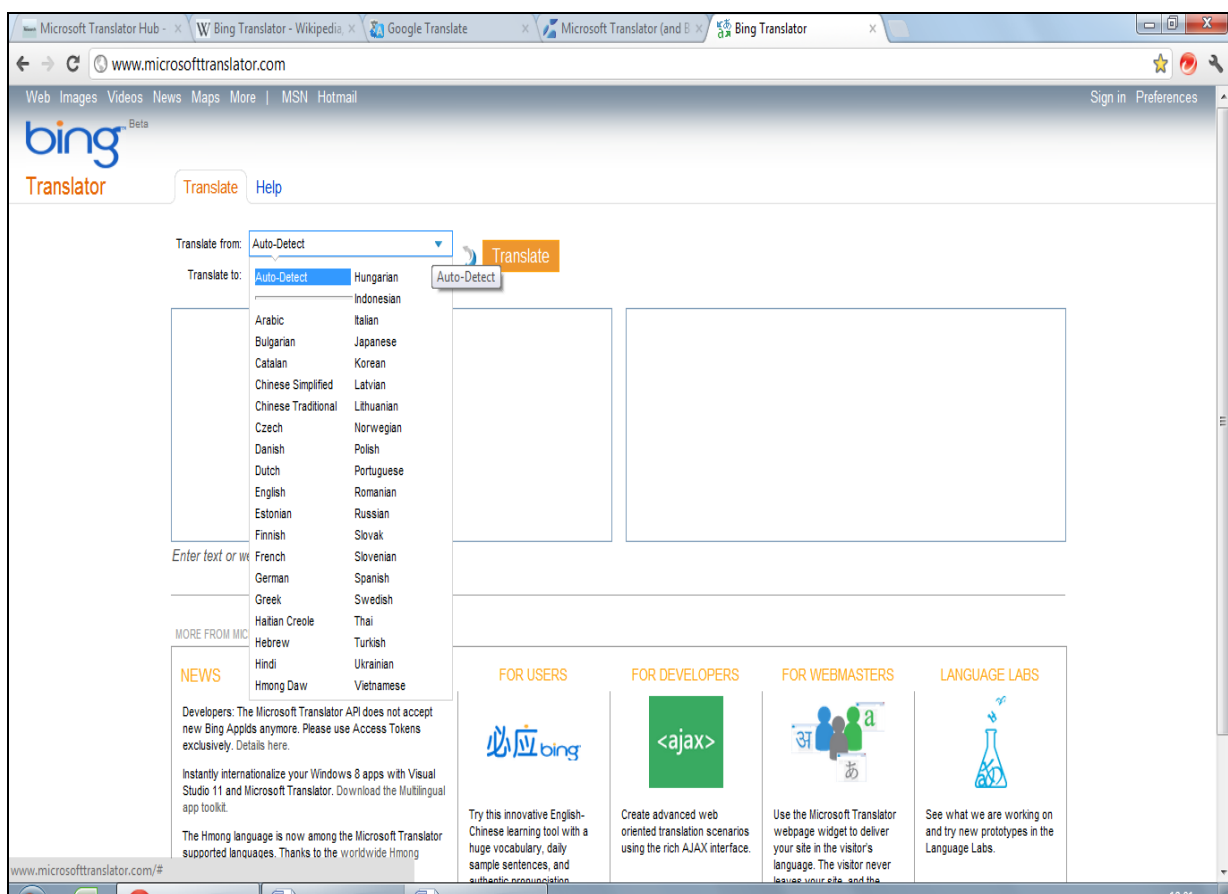 Microsoft Translator Hub -
Bing Translator - Wikipedia,
Google Translate
Microsoft Translator (and B
Bing Translator
www.microsofttranslator.com
Web Images Videos News Maps More | MSN Hotmail
Sign in Preferences
bing Beta
Translator
Translate Help
Translate from: Auto-Detect
Translate
Translate to:
Auto-Detect
Auto-Detect Hungarian
Indonesian
Arabic Italian
Bulgarian Japanese
Catalan Korean
Chinese Simplified Latvian
Chinese Traditional Lithuanian
Czech Norwegian
Danish Polish
Dutch Portuguese
English Romanian
Estonian Russian
Finnish Slovak
French Slovenian
German Spanish
Greek Swedish
Haitian Creole Thai
Hebrew Turkish
Hindi Ukrainian
Hmong Daw Vietnamese
Enter text or we
MORE FROM MIC
NEWS
Developers: The Microsoft Translator API does not accept
new Bing AppIds anymore. Please use Access Tokens
exclusively. Details here.
Instantly internationalize your Windows 8 apps with Visual
Studio 11 and Microsoft Translator. Download the Multilingual
app toolkit.
The Hmong language is now among the Microsoft Translator
supported languages. Thanks to the worldwide Hmong
FOR USERS
必应 bing
Try this innovative English-
Chinese learning tool with a
huge vocabulary, daily
sample sentences, and
authentic pronunciation
FOR DEVELOPERS
<ajax>
Create advanced web
oriented translation scenarios
using the rich AJAX interface.
FOR WEBMASTERS
अ a
あ
Use the Microsoft Translator
webpage widget to deliver
your site in the visitor's
language. The visitor never
leaves your site, and the
LANGUAGE LABS
See what we are working on
and try new prototypes in the
Language Labs.
www.microsofttranslator.com/#